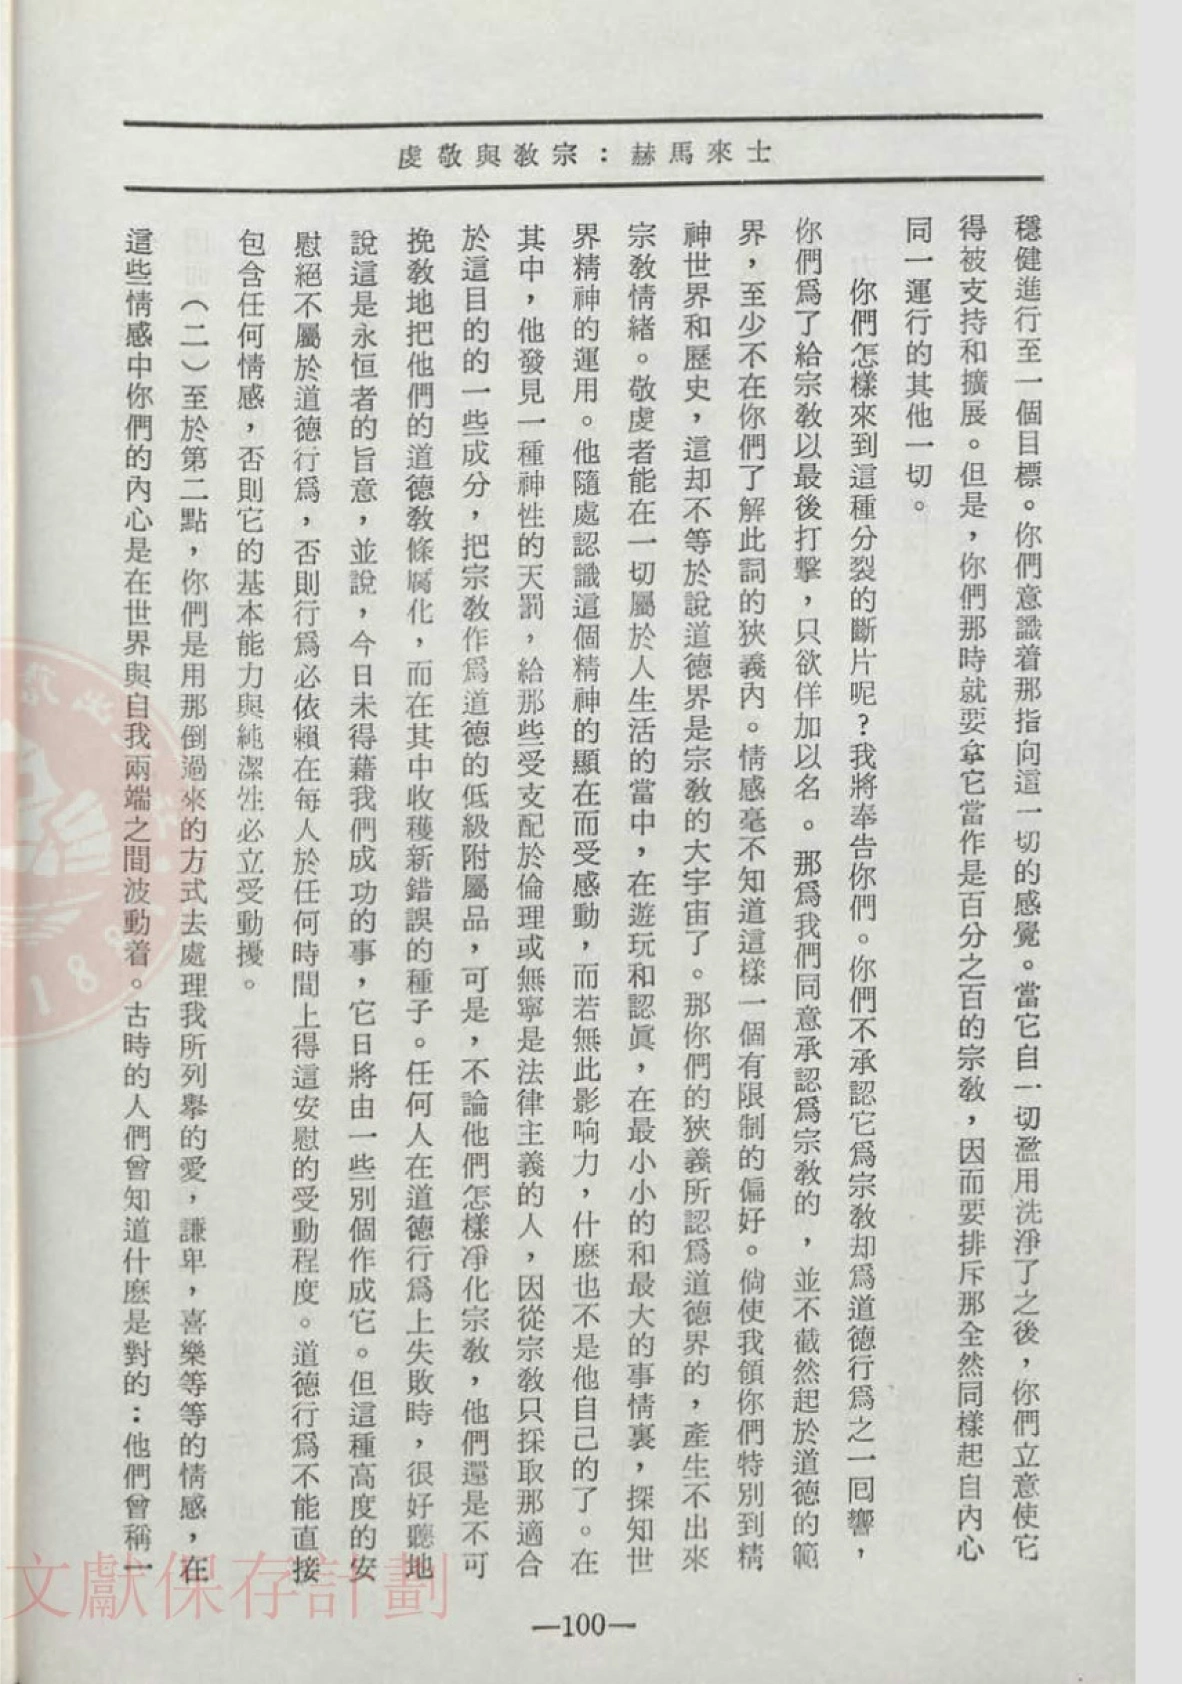 士來馬赫：宗教與敬虔
穩健進行至一個目標。你們意識着那指向這一切的感覺。當它自一切濫用洗淨了之後，你們立意使它
得被支持和擴展。但是，你們那時就要拿它當作是百分之百的宗教，因而要排斥那全然同樣起自內心
同一運行的其他一切。
你們怎樣來到這種分裂的斷片呢？我將奉告你們。你們不承認它爲宗教却爲道德行爲之一回響，
你們爲了給宗教以最後打擊，只欲佯加以名。那爲我們同意承認爲宗教的，並不截然起於道德的範
界，至少不在你們了解此詞的狹義內。情感毫不知道這樣一個有限制的偏好。倘使我領你們特別到精
神世界和歷史，這却不等於說道德界是宗教的大宇宙了。那你們的狹義所認爲道德界的，產生不出來
宗教情緒。敬虔者能在一切屬於人生活的當中，在遊玩和認眞，在最小小的和最大的事情裏，探知世
界精神的運用。他隨處認識這個精神的顯在而受感動，而若無此影响力，什麽也不是他自己的了。在
其中，他發見一種神性的天罰，給那些受支配於倫理或無寧是法律主義的人，因從宗教只採取那適合
於這目的的一些成分，把宗教作爲道德的低級附屬品，可是，不論他們怎樣淨化宗教，他們還是不可
挽救地把他們的道德教條腐化，而在其中收穫新錯誤的種子。任何人在道德行爲上失敗時，很好聽地
說這是永恒者的旨意，並說，今日未得藉我們成功的事，它日將由一些別個作成它。但這種高度的安
慰絕不屬於道德行爲，否則行爲必依賴在每人於任何時間上得這安慰的受動程度。道德行爲不能直接
包含任何情感，否則它的基本能力與純潔性必立受動擾。
（二）至於第二點，你們是用那倒過來的方式去處理我所列擧的愛，謙卑，喜樂等等的情感，在
這些情感中你們的內心是在世界與自我兩端之間波動着。古時的人們曾知道什麽是對的：他們曾稱一
—100—
文獻保存計劃